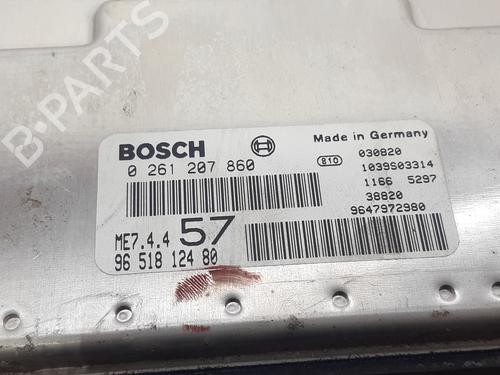 B-PARTS
BOSCH
0 261 207 860
Made in Germany
810
030820
1039S03314
1166 5297
38820
9647972980
ME7.4.4 57
96 518 124 80